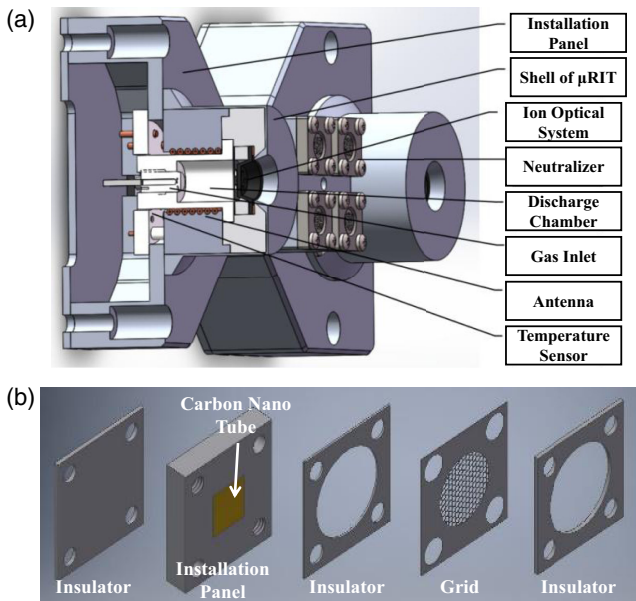 (a)
Installation
Panel
Shell of μRIT
Ion Optical
System
Neutralizer
Discharge
Chamber
Gas Inlet
Antenna
Temperature
Sensor
(b)
Carbon Nano
Tube
Insulator
Installation
Panel
Insulator
Grid
Insulator